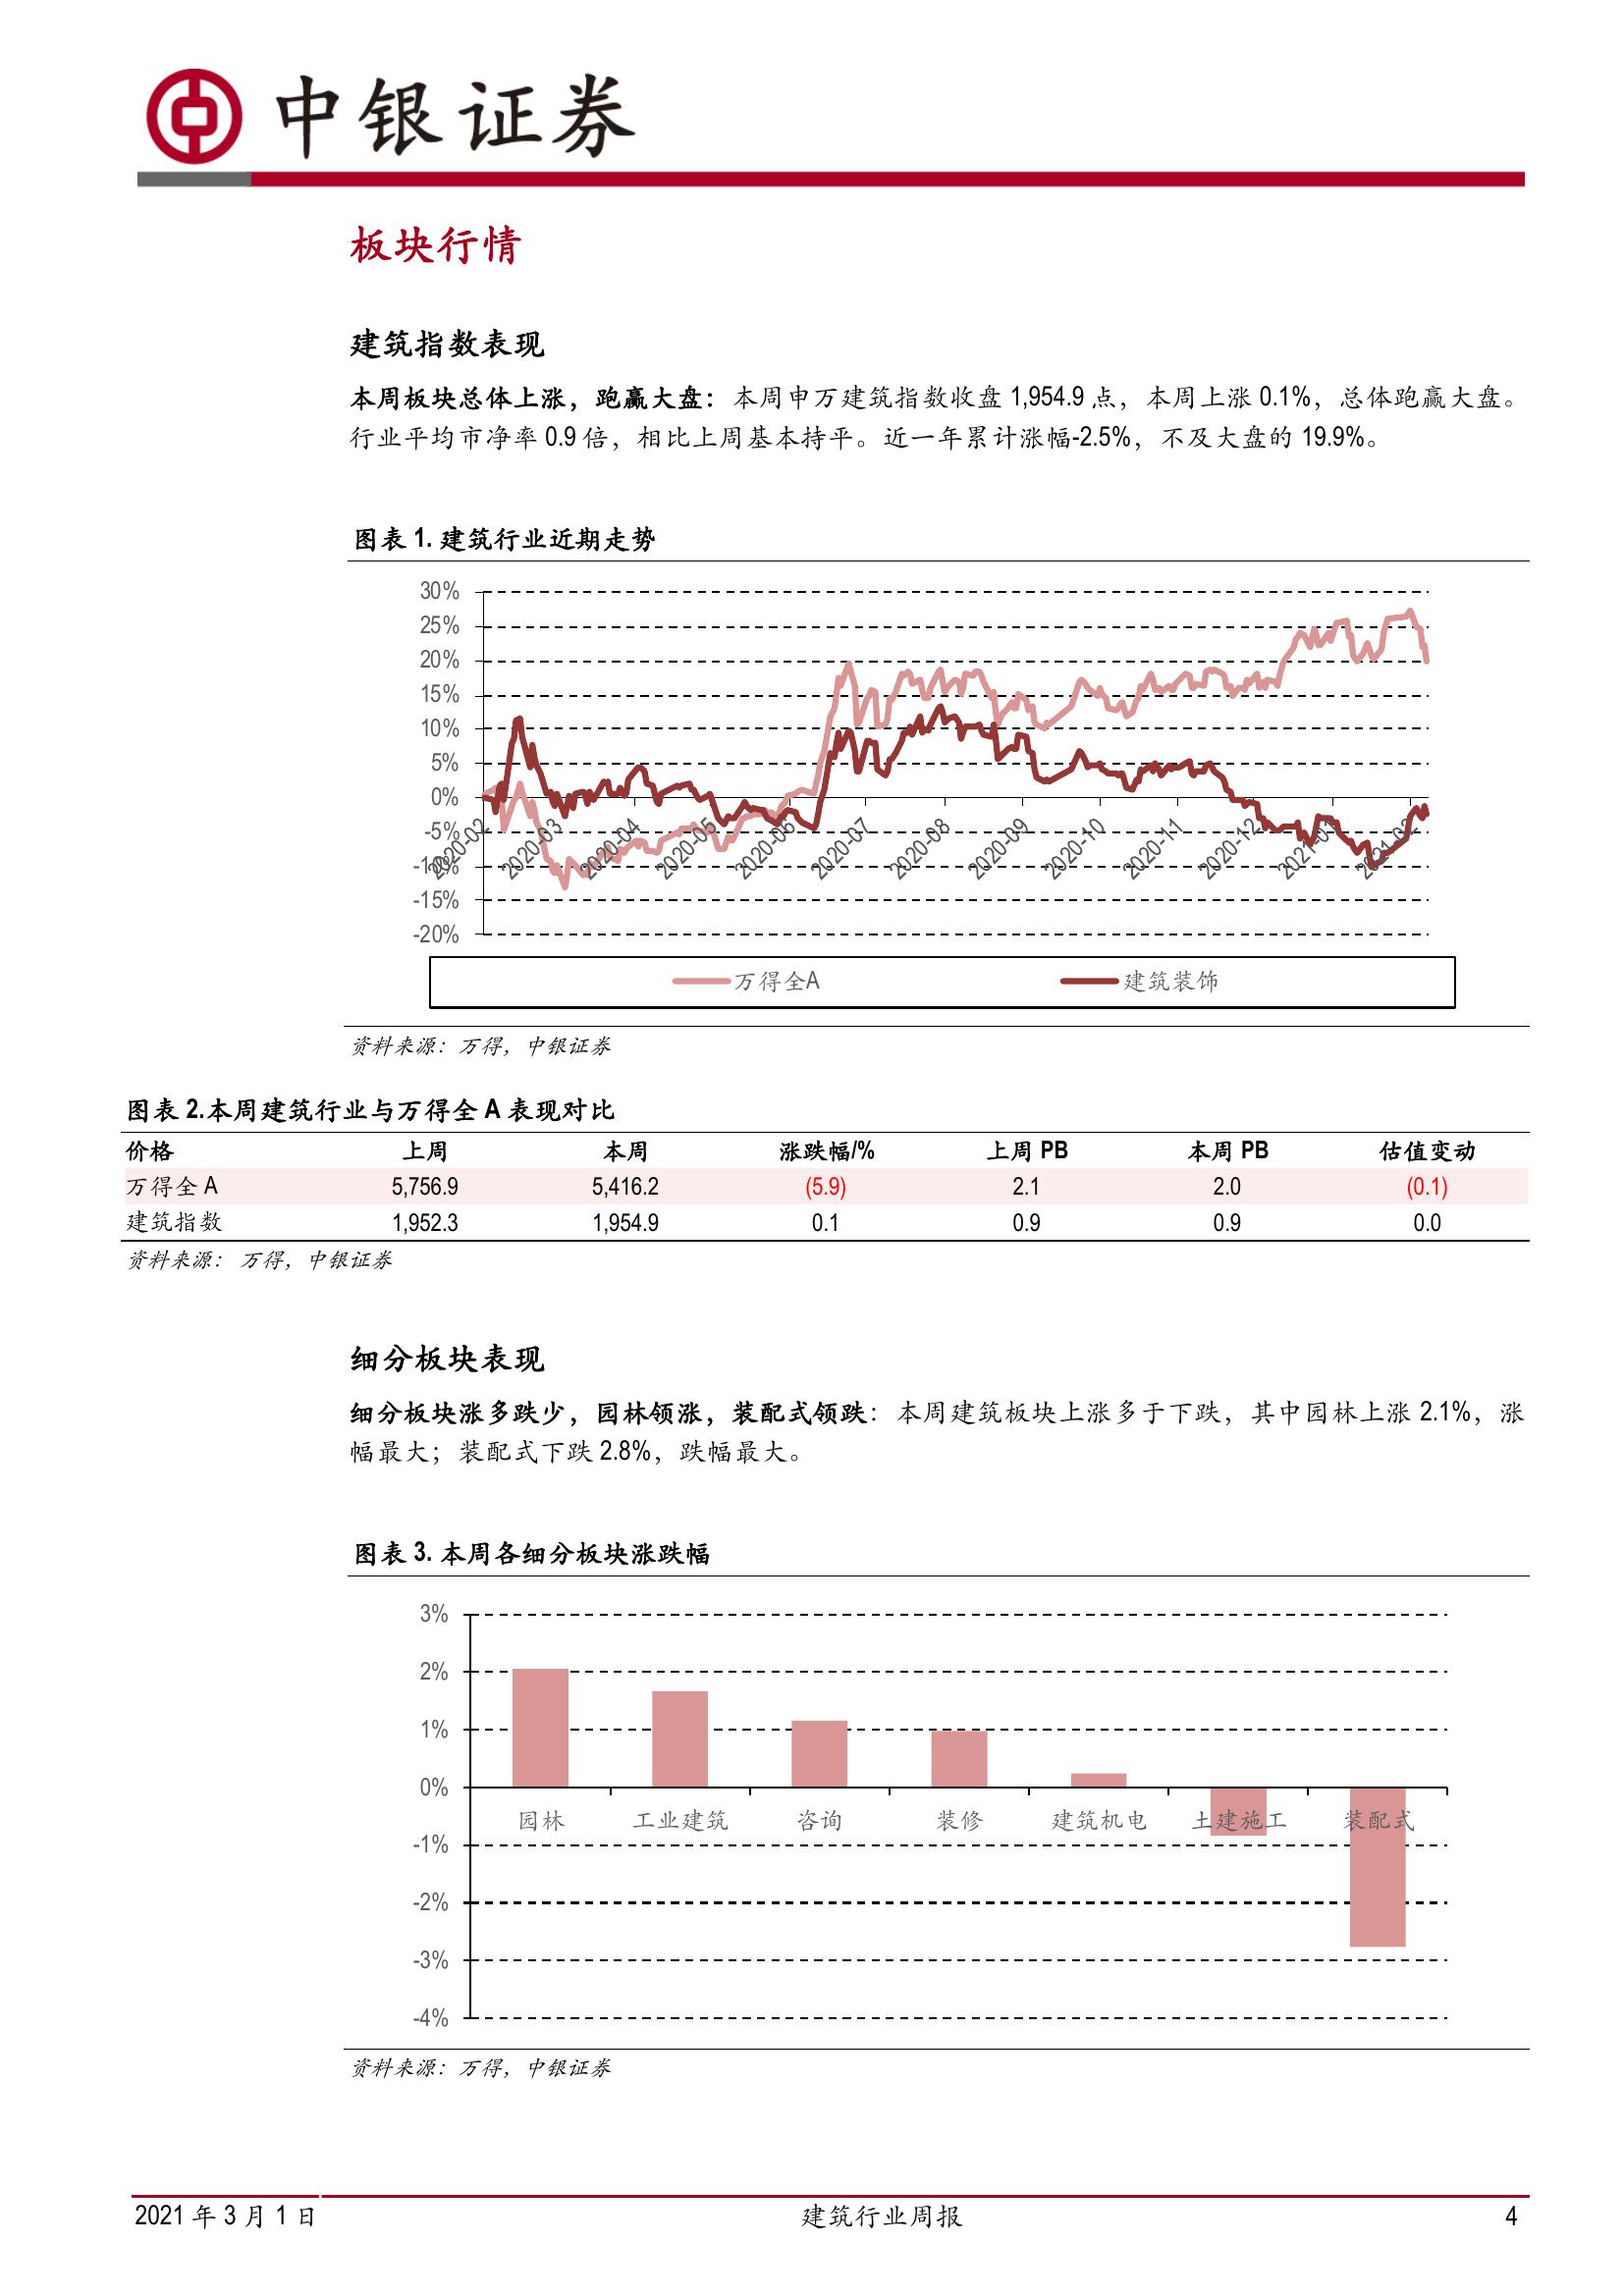 中银证券
板块行情
建筑指数表现
本周板块总体上涨，跑赢大盘：本周申万建筑指数收盘 1,954.9 点，本周上涨 0.1%，总体跑赢大盘。
行业平均市净率 0.9 倍，相比上周基本持平。近一年累计涨幅-2.5%，不及大盘的 19.9%。
图表 1. 建筑行业近期走势
30%
25%
20%
15%
10%
5%
0%
-5%
-10%
-15%
-20%
2020-02 2020-03 2020-04 2020-05 2020-06 2020-07 2020-08 2020-09 2020-10 2020-11 2020-12 2021-01 2021-02
万得全A 建筑装饰
资料来源：万得，中银证券
图表 2.本周建筑行业与万得全 A 表现对比
价格 上周 本周 涨跌幅/% 上周 PB 本周 PB 估值变动
万得全 A 5,756.9 5,416.2 (5.9) 2.1 2.0 (0.1)
建筑指数 1,952.3 1,954.9 0.1 0.9 0.9 0.0
资料来源： 万得，中银证券
细分板块表现
细分板块涨多跌少，园林领涨，装配式领跌：本周建筑板块上涨多于下跌，其中园林上涨 2.1%，涨
幅最大；装配式下跌 2.8%，跌幅最大。
图表 3. 本周各细分板块涨跌幅
3%
2%
1%
0%
园林 工业建筑 咨询 装修 建筑机电 土建施工 装配式
-1%
-2%
-3%
-4%
资料来源：万得，中银证券
2021 年 3 月 1 日 建筑行业周报 4